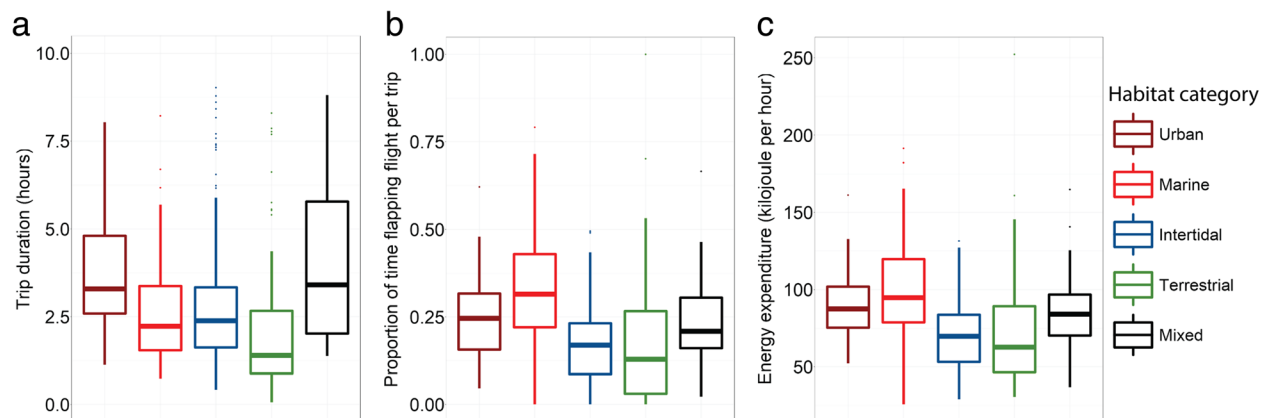 a
Trip duration (hours)
10.0
7.5
5.0
2.5
0.0
b
Proportion of time flapping flight per trip
1.00
0.75
0.50
0.25
0.00
c
Energy expenditure (kilojoule per hour)
250
200
150
100
50
Habitat category
Urban
Marine
Intertidal
Terrestrial
Mixed